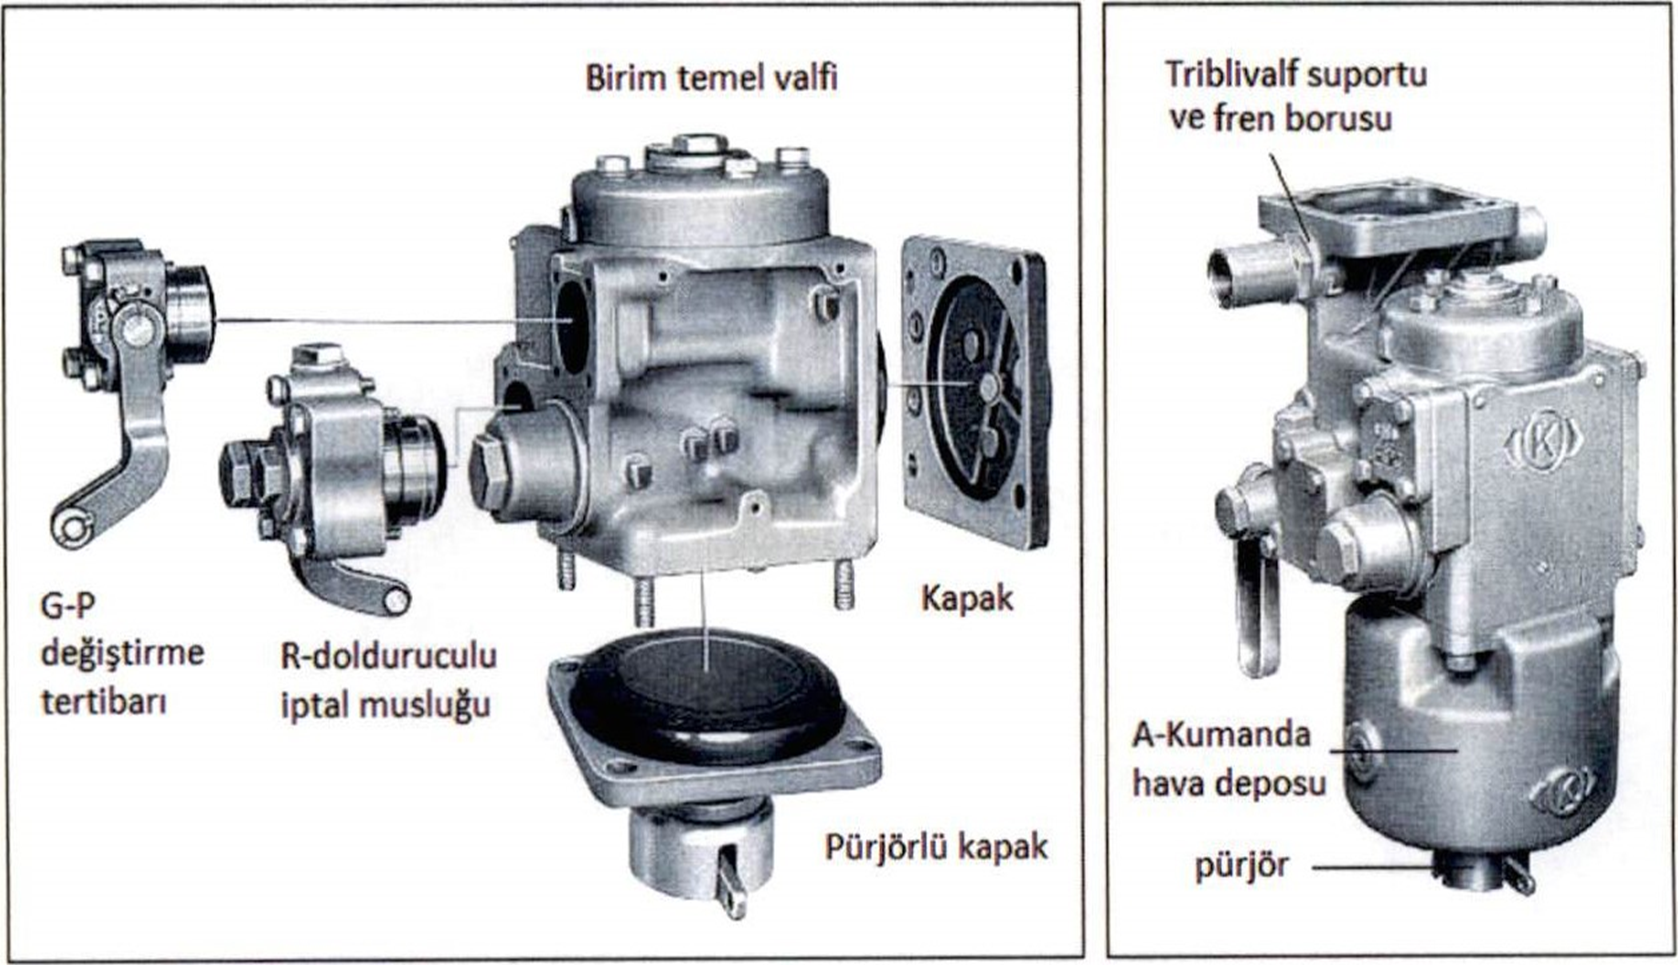 Birim temel valfi
G-P
değiştirme
tertibarı
R-dolduruculu
iptal musluğu
Kapak
Pürjörlü kapak
Triblivalf suportu
ve fren borusu
K
A-Kumanda
hava deposu
K
pürjör